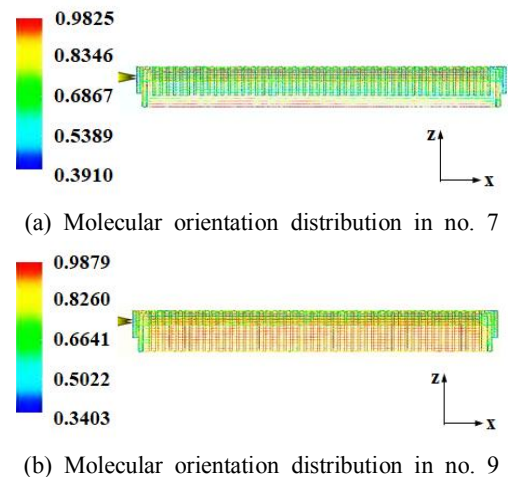 0.9825
0.8346
0.6867
0.5389
0.3910
z
x
(a) Molecular orientation distribution in no. 7
0.9879
0.8260
0.6641
0.5022
0.3403
z
x
(b) Molecular orientation distribution in no. 9